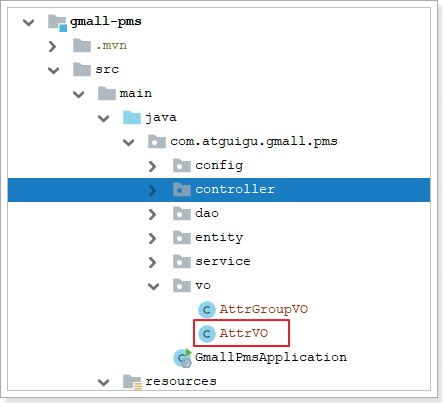 gmall-pms
.mvn
src
main
java
com.atguigu.gmall.pms
config
controller
dao
entity
service
vo
AttrGroupVO
AttrVO
GmallPmsApplication
resources